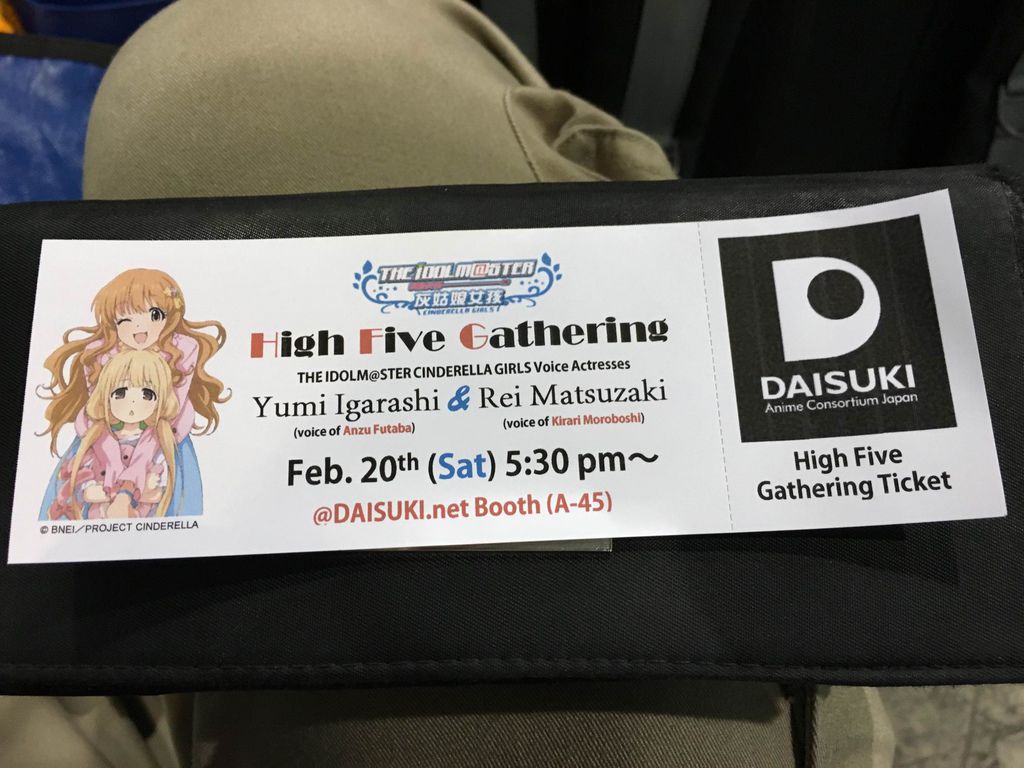 THE IDOLM@STER
灰姑娘女孩
CINDERELLA GIRLS
High Five Gathering
THE IDOLM@STER CINDERELLA GIRLS Voice Actresses
Yumi Igarashi & Rei Matsuzaki
(voice of Anzu Futaba) (voice of Kirari Moroboshi)
Feb. 20th (Sat) 5:30 pm～
@DAISUKI.net Booth (A-45)
© BNEI／PROJECT CINDERELLA
D
DAISUKI
Anime Consortium Japan
High Five
Gathering Ticket